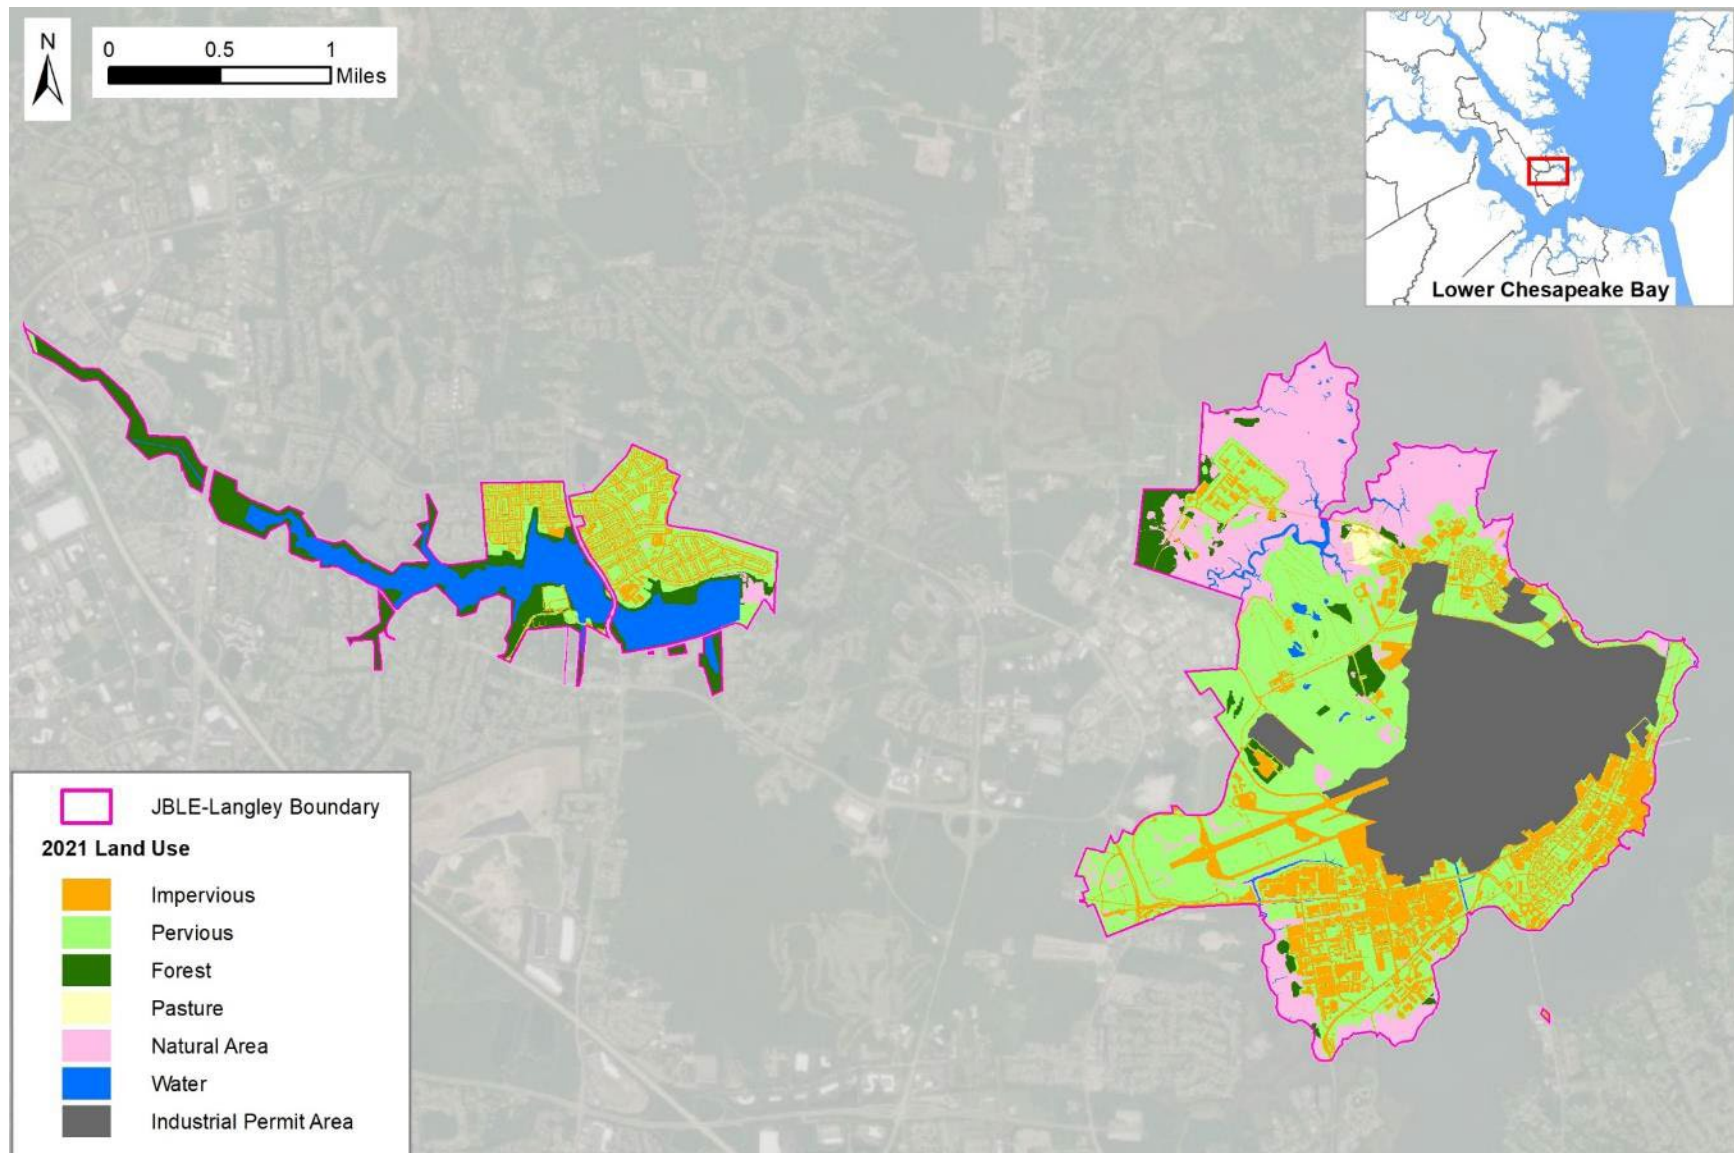 N
0 0.5 1
Miles
Lower Chesapeake Bay
JBLE-Langley Boundary
2021 Land Use
Impervious
Pervious
Forest
Pasture
Natural Area
Water
Industrial Permit Area